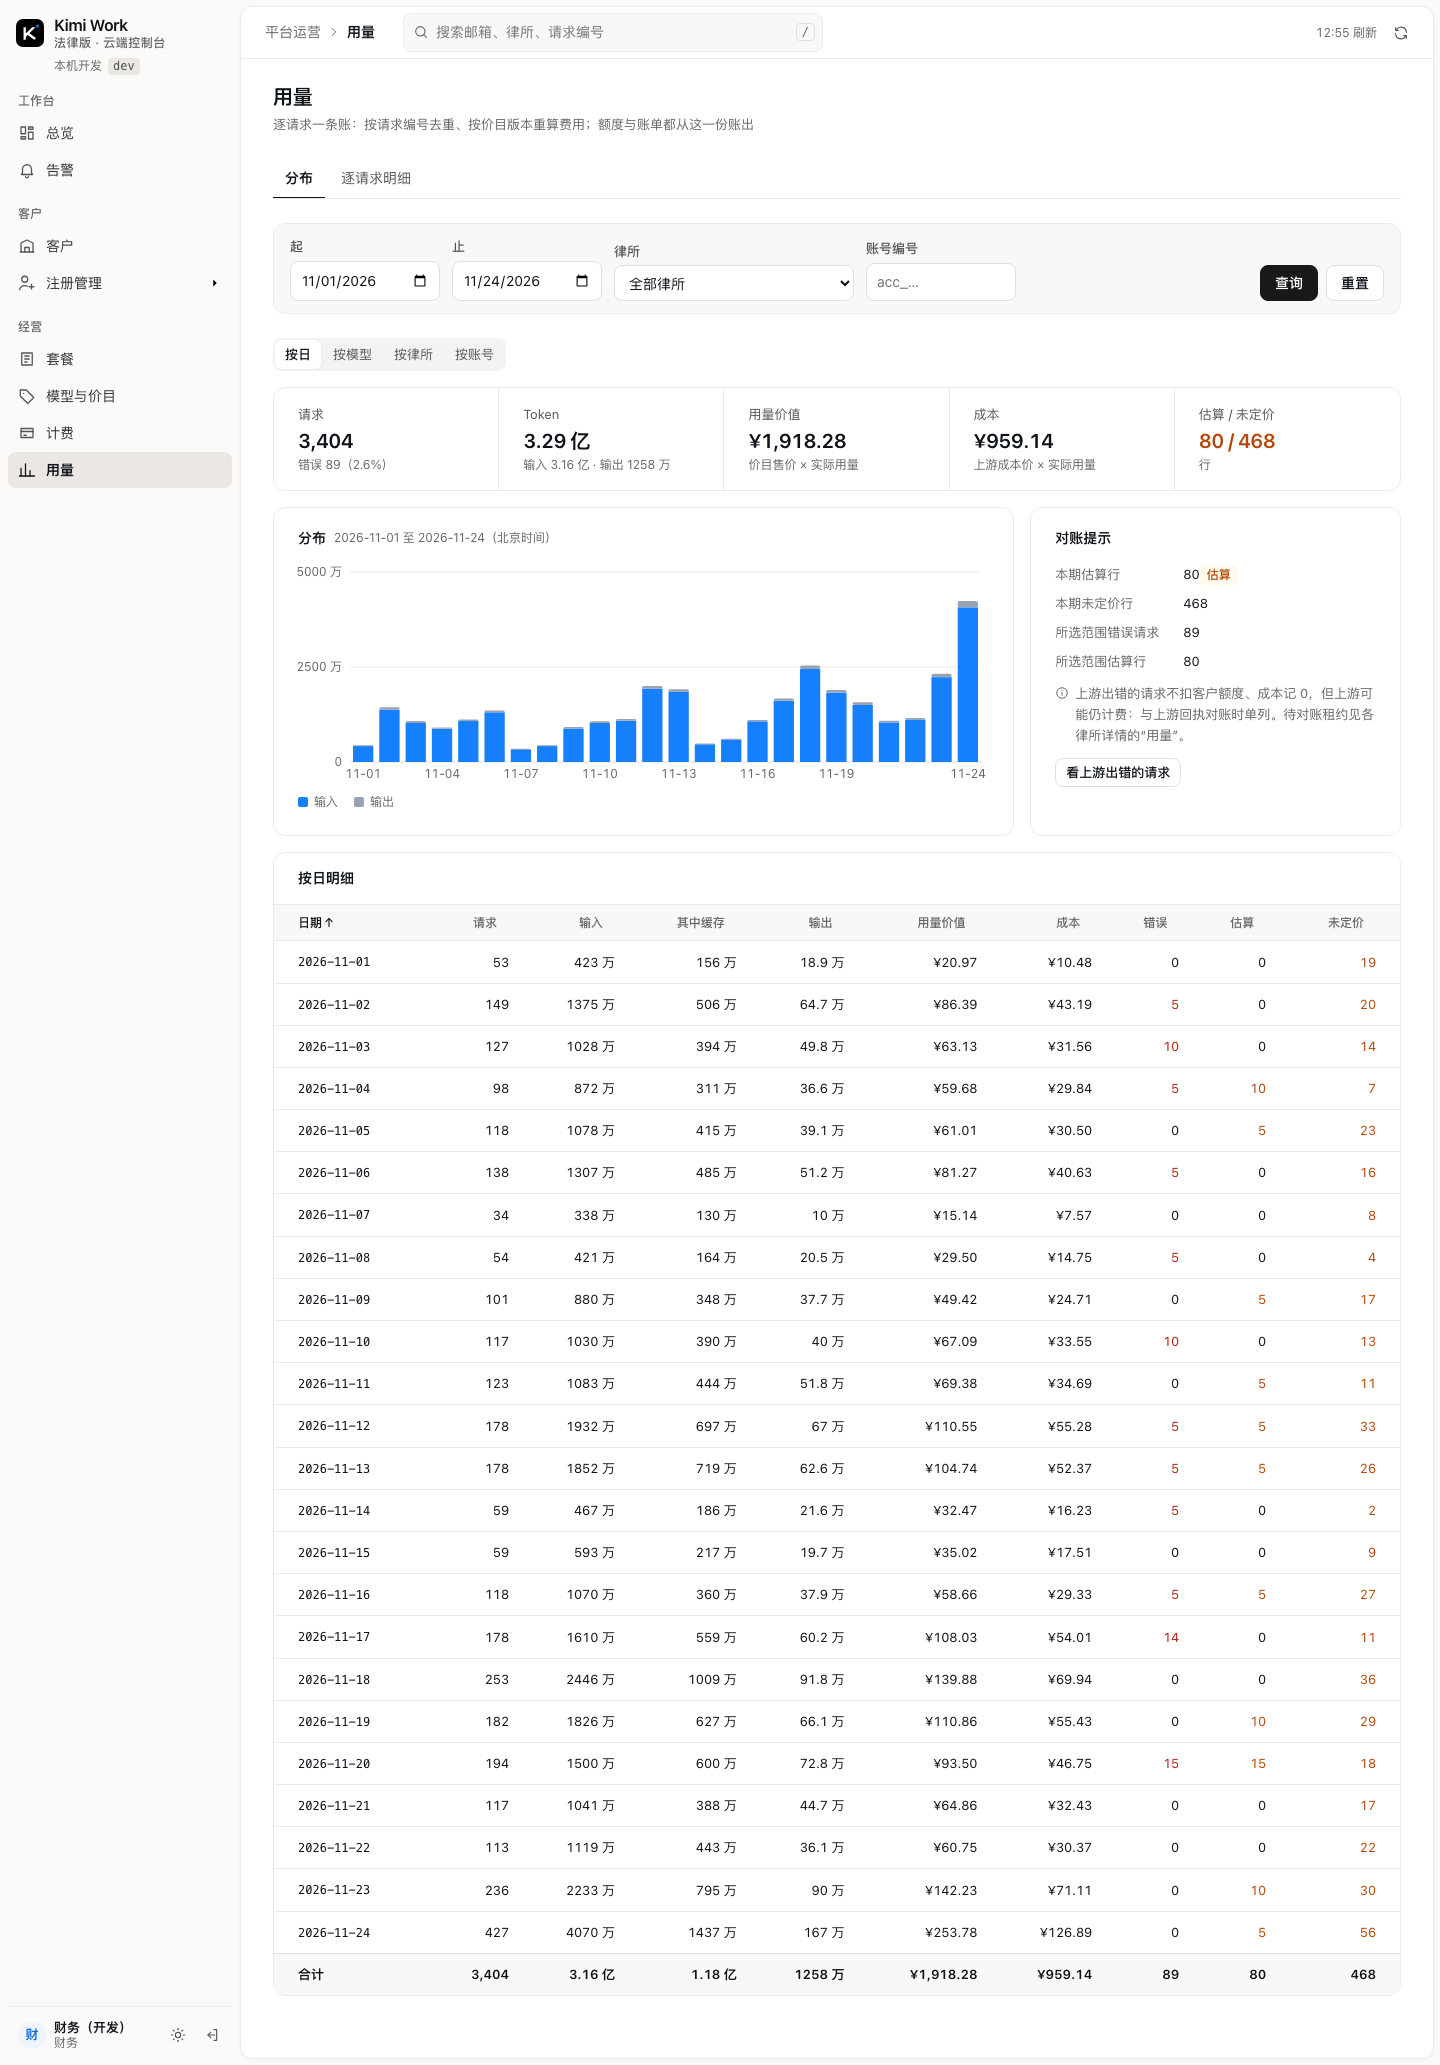 Kimi Work
法律版 · 云端控制台
本机开发 dev
工作台
总览
告警
客户
客户
注册管理
经营
套餐
模型与价目
计费
用量
财 财务（开发）
财务
平台运营 > 用量
搜索邮箱、律所、请求编号 /
12:55 刷新
用量
逐请求一条账：按请求编号去重、按价目版本重算费用；额度与账单都从这一份账出
分布 逐请求明细
起 止 律所 账号编号
11/01/2026 11/24/2026 全部律所 acc_... 查询 重置
按日 按模型 按律所 按账号
请求
3,404
错误 89（2.6%）
Token
3.29 亿
输入 3.16 亿 · 输出 1258 万
用量价值
¥1,918.28
价目售价 × 实际用量
成本
¥959.14
上游成本价 × 实际用量
估算 / 未定价
80 / 468
行
分布 2026-11-01 至 2026-11-24（北京时间）
5000 万
2500 万
0
11-01 11-04 11-07 11-10 11-13 11-16 11-19 11-24
输入 输出
对账提示
本期估算行 80 估算
本期未定价行 468
所选范围错误请求 89
所选范围估算行 80
上游出错的请求不扣客户额度、成本记 0，但上游可
能仍计费：与上游回执对账时单列。待对账租约见各
律所详情的“用量”。
看上游出错的请求
按日明细
日期 ↑ 请求 输入 其中缓存 输出 用量价值 成本 错误 估算 未定价
2026-11-01 53 423 万 156 万 18.9 万 ¥20.97 ¥10.48 0 0 19
2026-11-02 149 1375 万 506 万 64.7 万 ¥86.39 ¥43.19 5 0 20
2026-11-03 127 1028 万 394 万 49.8 万 ¥63.13 ¥31.56 10 0 14
2026-11-04 98 872 万 311 万 36.6 万 ¥59.68 ¥29.84 5 10 7
2026-11-05 118 1078 万 415 万 39.1 万 ¥61.01 ¥30.50 0 5 23
2026-11-06 138 1307 万 485 万 51.2 万 ¥81.27 ¥40.63 5 0 16
2026-11-07 34 338 万 130 万 10 万 ¥15.14 ¥7.57 0 0 8
2026-11-08 54 421 万 164 万 20.5 万 ¥29.50 ¥14.75 5 0 4
2026-11-09 101 880 万 348 万 37.7 万 ¥49.42 ¥24.71 0 5 17
2026-11-10 117 1030 万 390 万 40 万 ¥67.09 ¥33.55 10 0 13
2026-11-11 123 1083 万 444 万 51.8 万 ¥69.38 ¥34.69 0 5 11
2026-11-12 178 1932 万 697 万 67 万 ¥110.55 ¥55.28 5 5 33
2026-11-13 178 1852 万 719 万 62.6 万 ¥104.74 ¥52.37 5 5 26
2026-11-14 59 467 万 186 万 21.6 万 ¥32.47 ¥16.23 5 0 2
2026-11-15 59 593 万 217 万 19.7 万 ¥35.02 ¥17.51 0 0 9
2026-11-16 118 1070 万 360 万 37.9 万 ¥58.66 ¥29.33 5 5 27
2026-11-17 178 1610 万 559 万 60.2 万 ¥108.03 ¥54.01 14 0 11
2026-11-18 253 2446 万 1009 万 91.8 万 ¥139.88 ¥69.94 0 0 36
2026-11-19 182 1826 万 627 万 66.1 万 ¥110.86 ¥55.43 0 10 29
2026-11-20 194 1500 万 600 万 72.8 万 ¥93.50 ¥46.75 15 15 18
2026-11-21 117 1041 万 388 万 44.7 万 ¥64.86 ¥32.43 0 0 17
2026-11-22 113 1119 万 443 万 36.1 万 ¥60.75 ¥30.37 0 0 22
2026-11-23 236 2233 万 795 万 90 万 ¥142.23 ¥71.11 0 10 30
2026-11-24 427 4070 万 1437 万 167 万 ¥253.78 ¥126.89 0 5 56
合计 3,404 3.16 亿 1.18 亿 1258 万 ¥1,918.28 ¥959.14 89 80 468